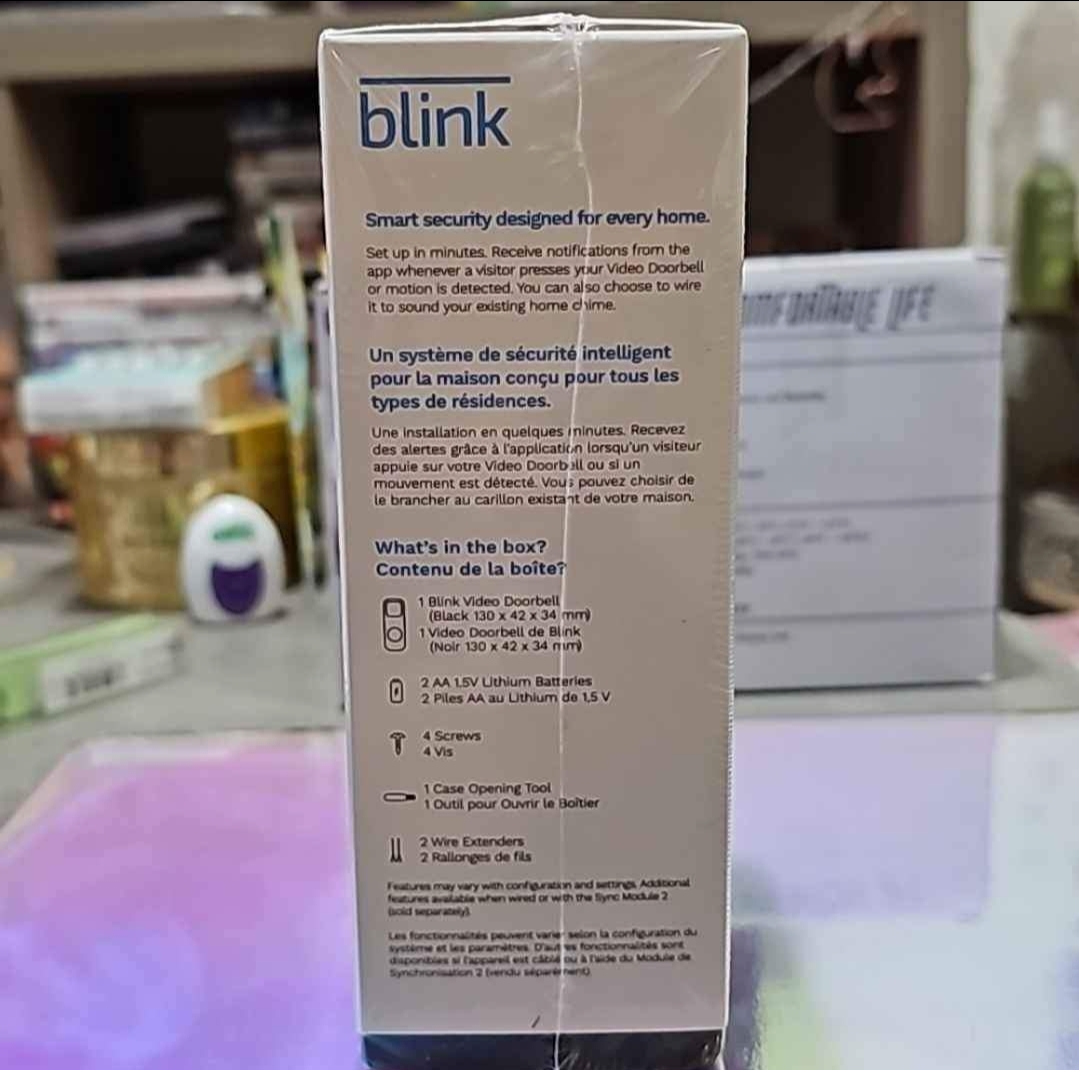 blink
Smart security designed for every home.
Set up in minutes. Receive notifications from the
app whenever a visitor presses your Video Doorbell
or motion is detected. You can also choose to wire
it to sound your existing home chime.
Un système de sécurité intelligent
pour la maison conçu pour tous les
types de résidences.
Une installation en quelques minutes. Recevez
des alertes grâce à l'application lorsqu'un visiteur
appuie sur votre Video Doorbell ou si un
mouvement est détecté. Vous pouvez choisir de
le brancher au carillon existant de votre maison.
What's in the box?
Contenu de la boîte?
1 Blink Video Doorbell
(Black 130 x 42 x 34 mm)
1 Video Doorbell de Blink
(Noir 130 x 42 x 34 mm)
2 AA 1.5V Lithium Batteries
2 Piles AA au Lithium de 1,5 V
4 Screws
4 Vis
1 Case Opening Tool
1 Outil pour Ouvrir le Boîtier
2 Wire Extenders
2 Rallonges de fils
Features may vary with configuration and settings. Additional
features available when wired or with the Sync Module 2
(sold separately).
Les fonctionnalités peuvent varier selon la configuration du
système et les paramètres. D'autres fonctionnalités sont
disponibles si l'appareil est câblé ou à l'aide du Module de
Synchronisation 2 (vendu séparément).
LIFE